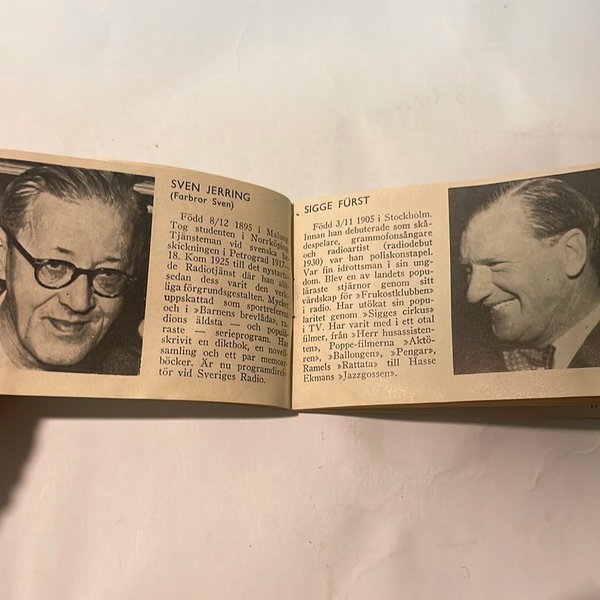 SVEN JERRING
(Farbror Sven)
Född 8/12 1895 i Malung.
Tog studenten i Norrköping.
Tjänsteman vid svenska be-
skickningen i Petrograd 1917—
18. Kom 1925 till det nystarta-
de Radiotjänst där han allt-
sedan dess varit den verk-
liga förgrundsgestalten. Mycket
uppskattad som sportreferent
och i »Barnens brevlåda», ra-
dions äldsta — och populä-
raste — serieprogram. Har
skrivit en diktbok, en novell-
samling och ett par memoar-
böcker. Är nu programdirek-
tör vid Sveriges Radio.
SIGGE FÜRST
Född 3/11 1905 i Stockholm.
Innan han debuterade som skå-
despelare, grammofonsångare
och radioartist (radiodebut
1930) var han poliskonstapel.
Var fin idrottsman i sin ung-
dom. Blev en av landets popu-
läraste stjärnor genom sitt
värdskap för »Frukostklubben»
i radio. Har utökat sin popu-
laritet genom »Sigges cirkus»
i TV. Har varit med i ett otal
filmer, från »Herr husassisten-
ten», Poppe-filmerna »Aktö-
ren», »Ballongen», »Pengar»,
Ramels »Rattata» till Hasse
Ekmans »Jazzgossen».